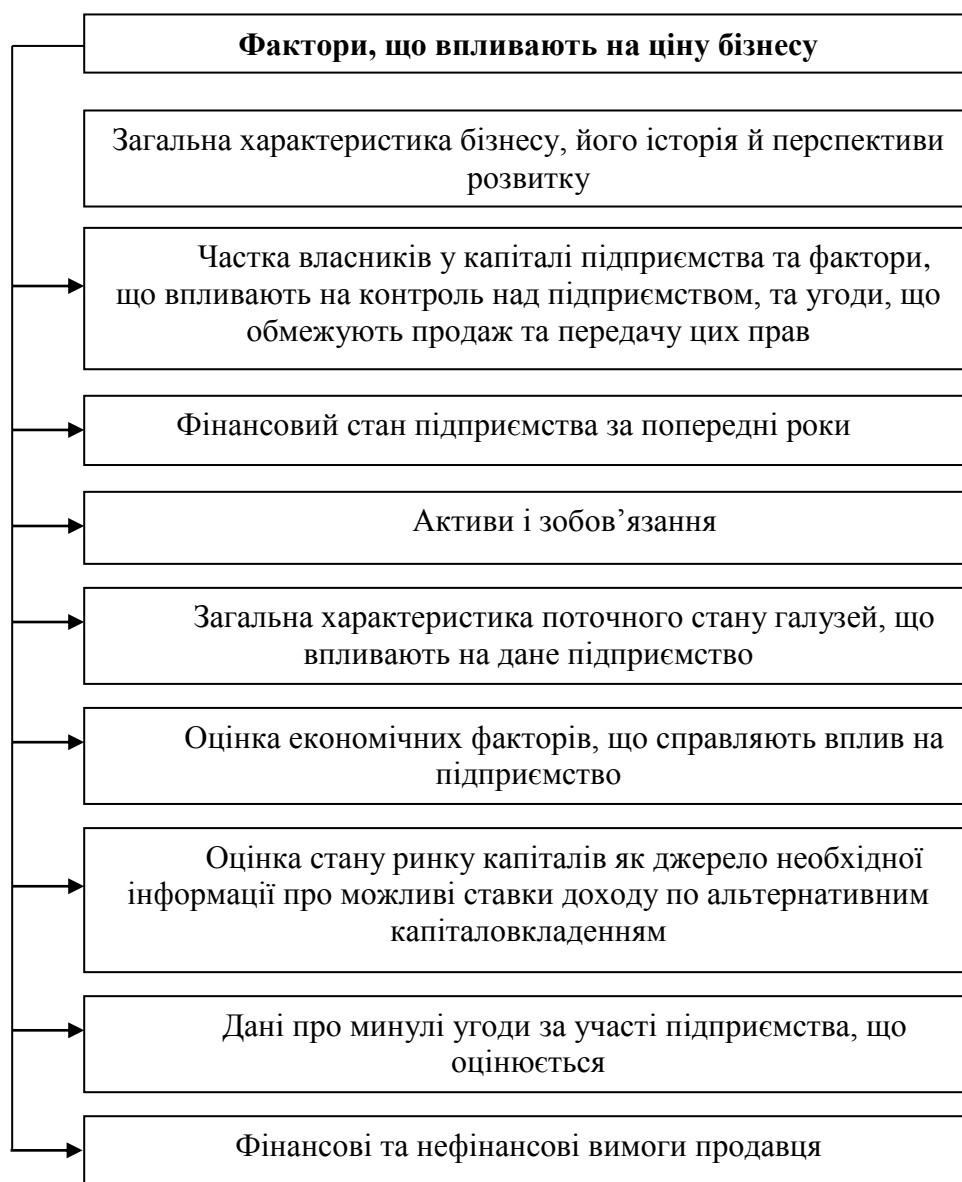 Фактори, що впливають на ціну бізнесу
Загальна характеристика бізнесу, його історія й перспективи
розвитку
Частка власників у капіталі підприємства та фактори,
що впливають на контроль над підприємством, та угоди, що
обмежують продаж та передачу цих прав
Фінансовий стан підприємства за попередні роки
Активи і зобов’язання
Загальна характеристика поточного стану галузей, що
впливають на дане підприємство
Оцінка економічних факторів, що справляють вплив на
підприємство
Оцінка стану ринку капіталів як джерело необхідної
інформації про можливі ставки доходу по альтернативним
капіталовкладенням
Дані про минулі угоди за участі підприємства, що
оцінюється
Фінансові та нефінансові вимоги продавця